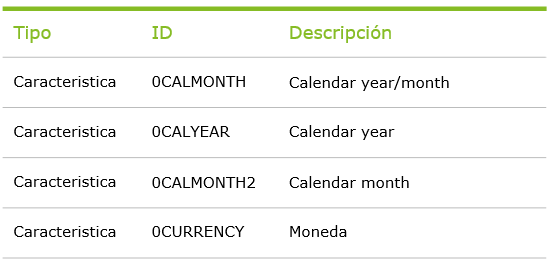 Tipo ID Descripción
Caracteristica 0CALMONTH Calendar year/month
Caracteristica 0CALYEAR Calendar year
Caracteristica 0CALMONTH2 Calendar month
Caracteristica 0CURRENCY Moneda